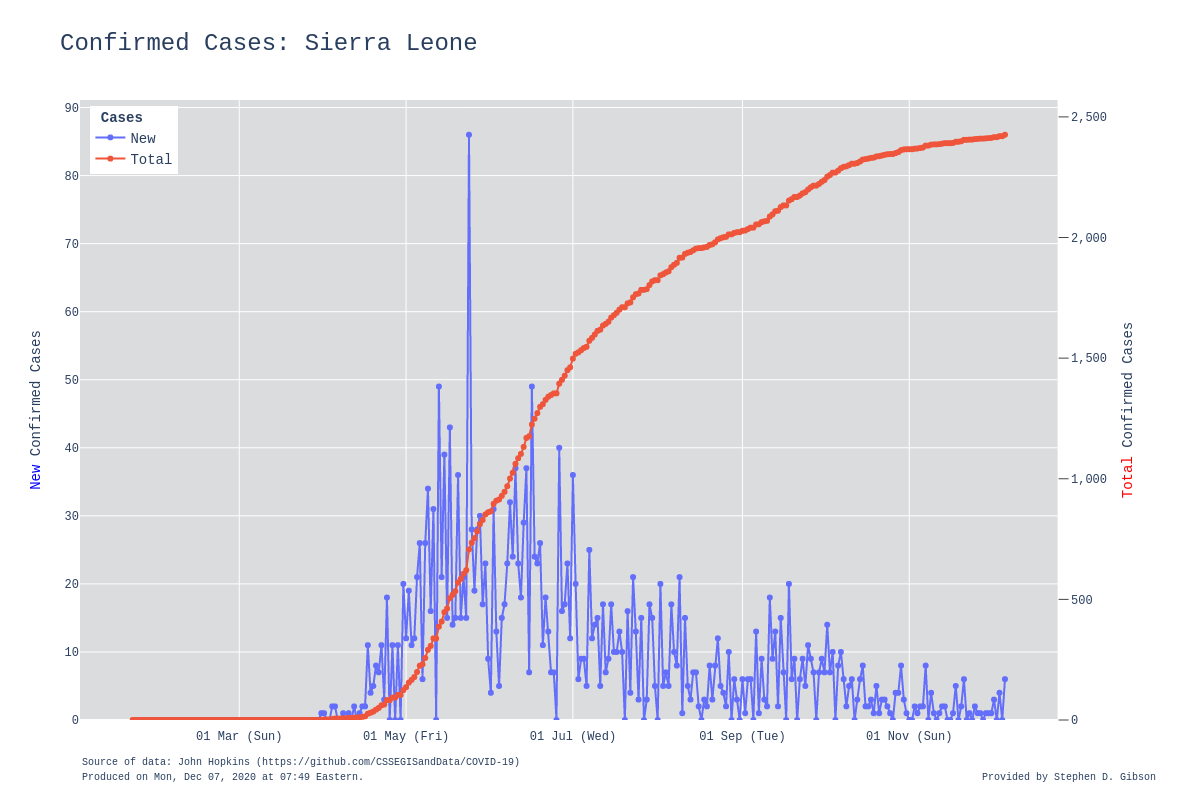 Confirmed Cases: Sierra Leone
Cases
New
Total
90
80
70
60
50
40
30
20
10
0
2,500
2,000
1,500
1,000
500
0
New Confirmed Cases
Total Confirmed Cases
01 Mar (Sun)
01 May (Fri)
01 Jul (Wed)
01 Sep (Tue)
01 Nov (Sun)
Source of data: John Hopkins (https://github.com/CSSEGISandData/COVID-19)
Produced on Mon, Dec 07, 2020 at 07:49 Eastern.
Provided by Stephen D. Gibson